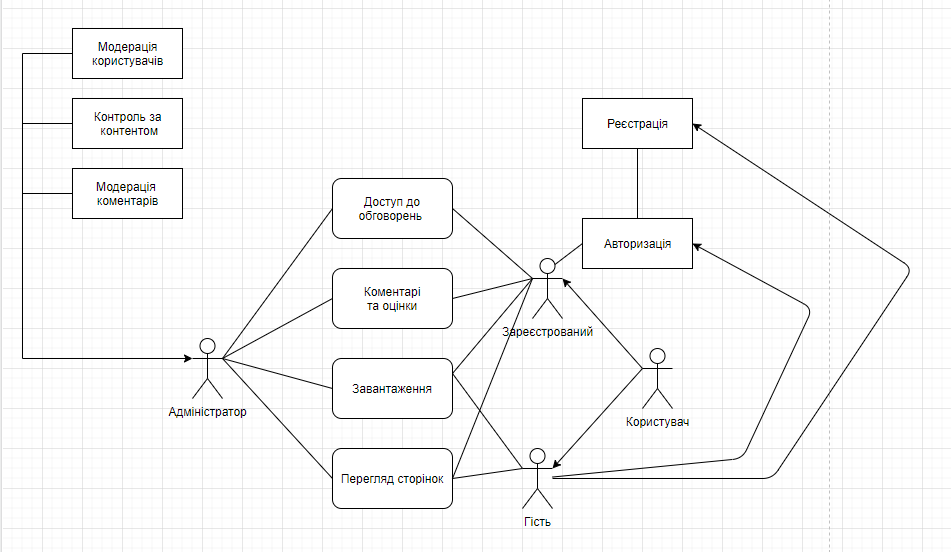 Модерація
користувачів
Контроль за
контентом
Модерація
коментарів
Реєстрація
Доступ до
обговорень
Авторизація
Коментарі
та оцінки
Зареєстрований
Завантаження
Адміністратор
Користувач
Перегляд сторінок
Гість